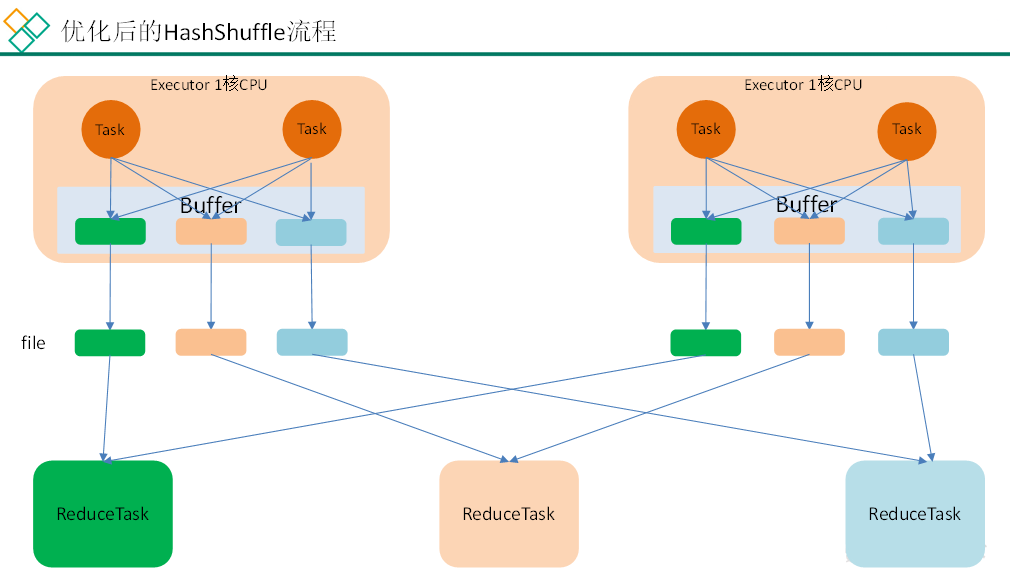 优化后的HashShuffle流程
Executor 1核CPU
Executor 1核CPU
Task
Task
Task
Task
Buffer
Buffer
file
ReduceTask
ReduceTask
ReduceTask